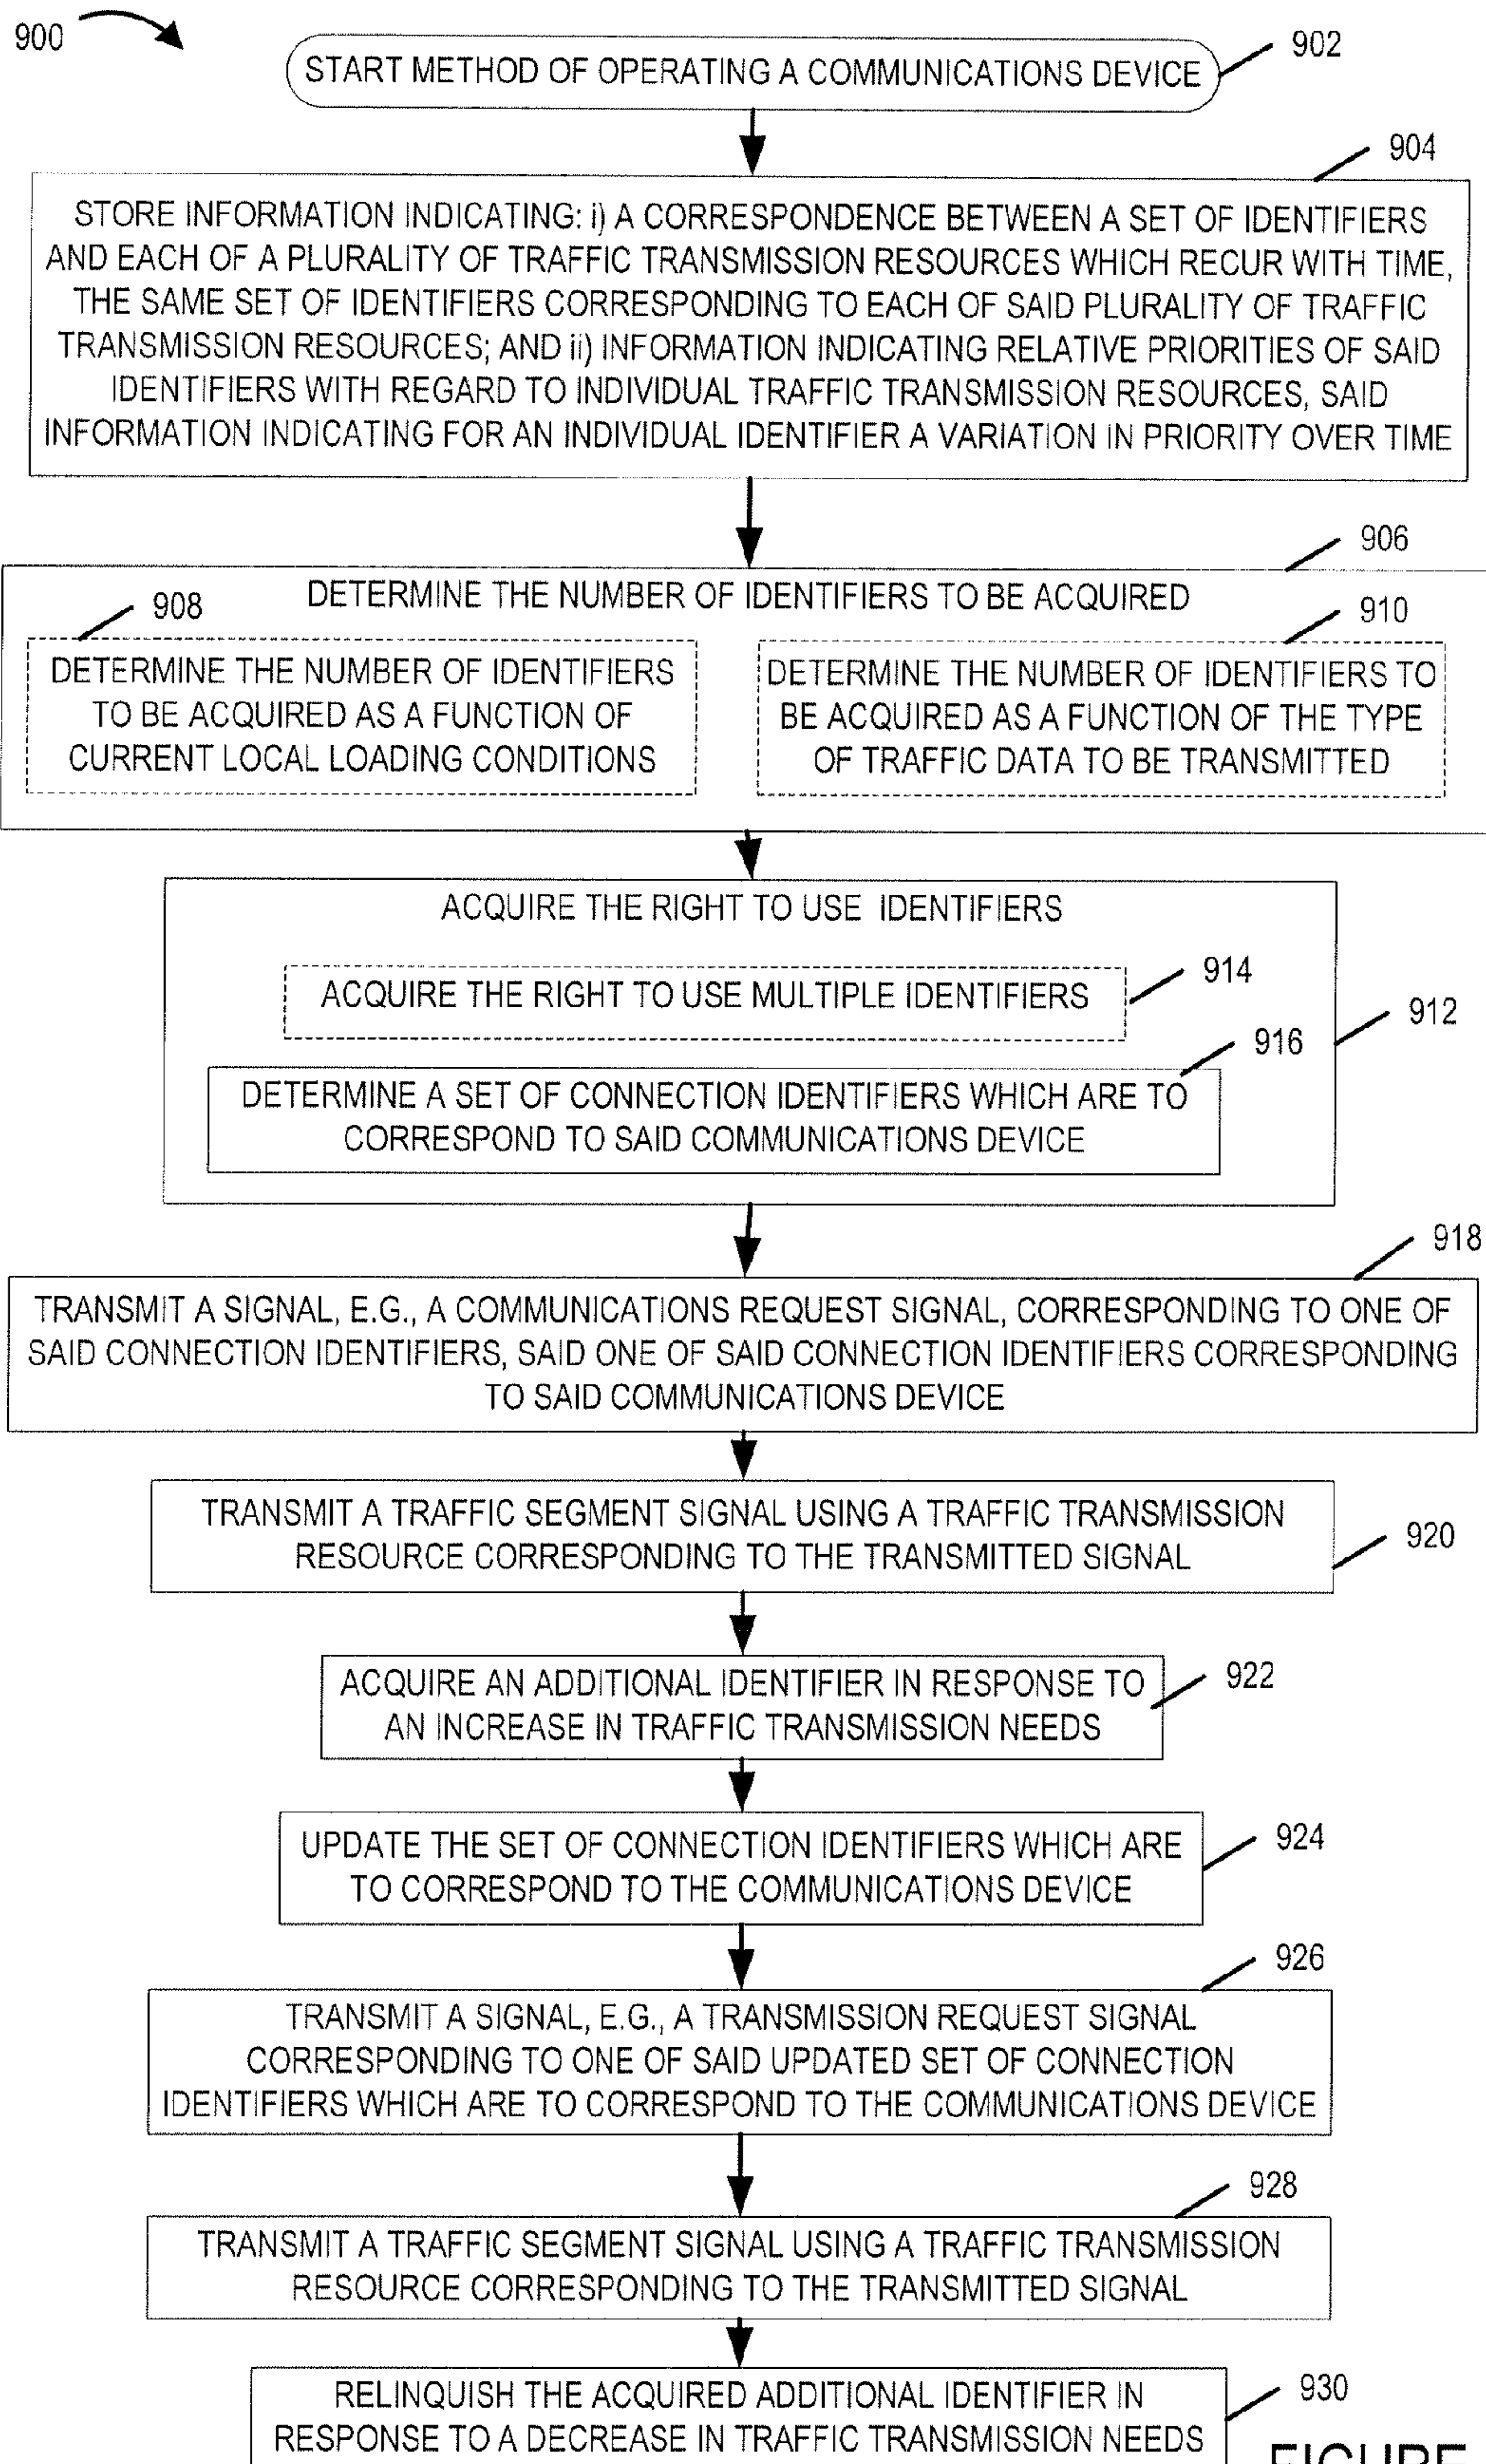 900
START METHOD OF OPERATING A COMMUNICATIONS DEVICE
902
904
STORE INFORMATION INDICATING: i) A CORRESPONDENCE BETWEEN A SET OF IDENTIFIERS
AND EACH OF A PLURALITY OF TRAFFIC TRANSMISSION RESOURCES WHICH RECUR WITH TIME,
THE SAME SET OF IDENTIFIERS CORRESPONDING TO EACH OF SAID PLURALITY OF TRAFFIC
TRANSMISSION RESOURCES; AND ii) INFORMATION INDICATING RELATIVE PRIORITIES OF SAID
IDENTIFIERS WITH REGARD TO INDIVIDUAL TRAFFIC TRANSMISSION RESOURCES, SAID
INFORMATION INDICATING FOR AN INDIVIDUAL IDENTIFIER A VARIATION IN PRIORITY OVER TIME
906
DETERMINE THE NUMBER OF IDENTIFIERS TO BE ACQUIRED
908
DETERMINE THE NUMBER OF IDENTIFIERS
TO BE ACQUIRED AS A FUNCTION OF
CURRENT LOCAL LOADING CONDITIONS
910
DETERMINE THE NUMBER OF IDENTIFIERS TO
BE ACQUIRED AS A FUNCTION OF THE TYPE
OF TRAFFIC DATA TO BE TRANSMITTED
ACQUIRE THE RIGHT TO USE IDENTIFIERS
912
ACQUIRE THE RIGHT TO USE MULTIPLE IDENTIFIERS
914
916
DETERMINE A SET OF CONNECTION IDENTIFIERS WHICH ARE TO
CORRESPOND TO SAID COMMUNICATIONS DEVICE
918
TRANSMIT A SIGNAL, E.G., A COMMUNICATIONS REQUEST SIGNAL, CORRESPONDING TO ONE OF
SAID CONNECTION IDENTIFIERS, SAID ONE OF SAID CONNECTION IDENTIFIERS CORRESPONDING
TO SAID COMMUNICATIONS DEVICE
TRANSMIT A TRAFFIC SEGMENT SIGNAL USING A TRAFFIC TRANSMISSION
RESOURCE CORRESPONDING TO THE TRANSMITTED SIGNAL
920
ACQUIRE AN ADDITIONAL IDENTIFIER IN RESPONSE TO
AN INCREASE IN TRAFFIC TRANSMISSION NEEDS
922
UPDATE THE SET OF CONNECTION IDENTIFIERS WHICH ARE
TO CORRESPOND TO THE COMMUNICATIONS DEVICE
924
926
TRANSMIT A SIGNAL, E.G., A TRANSMISSION REQUEST SIGNAL
CORRESPONDING TO ONE OF SAID UPDATED SET OF CONNECTION
IDENTIFIERS WHICH ARE TO CORRESPOND TO THE COMMUNICATIONS DEVICE
928
TRANSMIT A TRAFFIC SEGMENT SIGNAL USING A TRAFFIC TRANSMISSION
RESOURCE CORRESPONDING TO THE TRANSMITTED SIGNAL
RELINQUISH THE ACQUIRED ADDITIONAL IDENTIFIER IN
RESPONSE TO A DECREASE IN TRAFFIC TRANSMISSION NEEDS
930
FIGURE